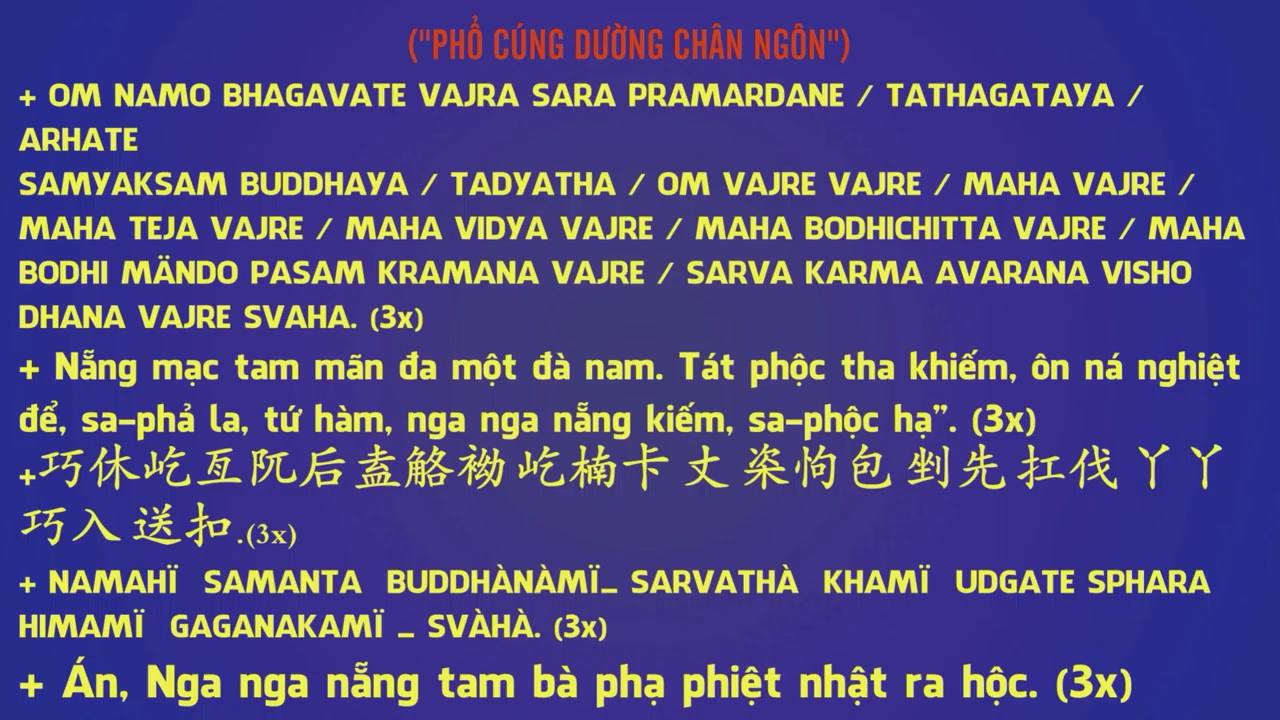 ("PHỔ CÚNG DƯỜNG CHÂN NGÔN")
+ OM NAMO BHAGAVATE VAJRA SARA PRAMARDANE / TATHAGATAYA /
ARHATE
SAMYAKSAM BUDDHAYA / TADYATHA / OM VAJRE VAJRE / MAHA VAJRE /
MAHA TEJA VAJRE / MAHA VIDYA VAJRE / MAHA BODHICHITTA VAJRE / MAHA
BODHI MÄNDO PASAM KRAMANA VAJRE / SARVA KARMA AVARANA VISHO
DHANA VAJRE SVAHA. (3x)
+ Nẵng mạc tam mãn đa một đà nam. Tát phộc tha khiếm, ôn ná nghiệt
để, sa-phả la, tứ hàm, nga nga nẵng kiếm, sa-phộc hạ”. (3x)
+巧休屹亙阢后盍觡袎屹楠卡丈 柒怐包 剉先扛伐 丫丫
巧入送扣.(3x)
+ NAMAHÏ SAMANTA BUDDHÀNÀMÏ_ SARVATHÀ KHAMÏ UDGATE SPHARA
HIMAMÏ GAGANAKAMÏ _ SVÀHÀ. (3x)
+ Án, Nga nga nẵng tam bà phạ phiệt nhật ra hộc. (3x)